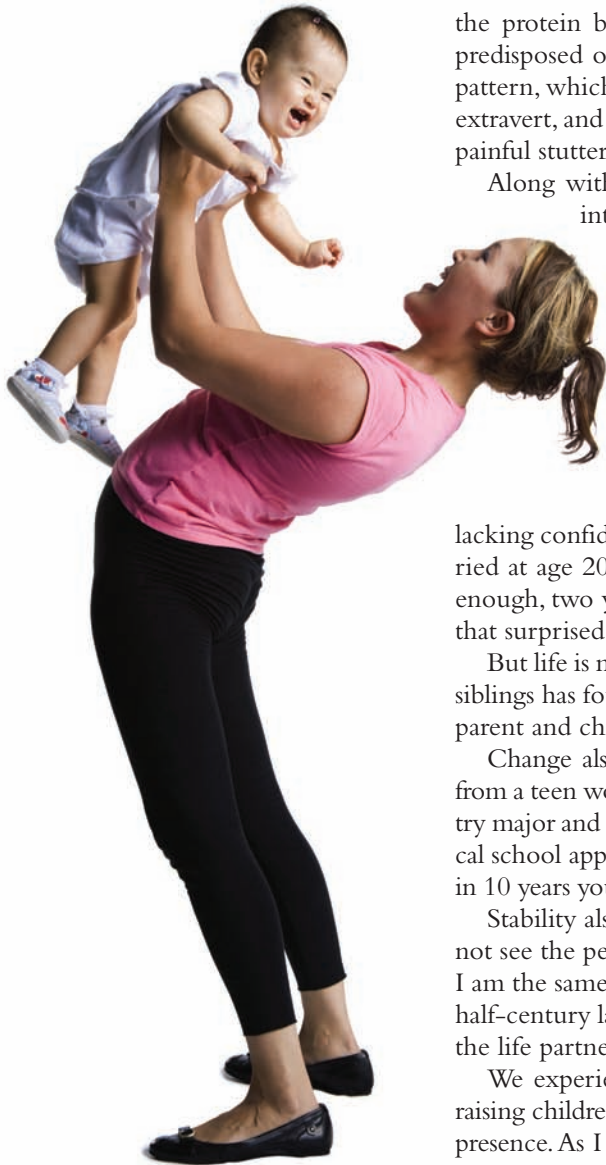 the protein b
predisposed o
pattern, which
extravert, and
painful stutter
Along with
int
lacking confid
ried at age 20
enough, two y
that surprised
But life is n
siblings has fo
parent and ch
Change als
from a teen wo
try major and
cal school app
in 10 years you
Stability als
not see the pe
I am the same
half-century la
the life partne
We experie
raising children
presence. As I